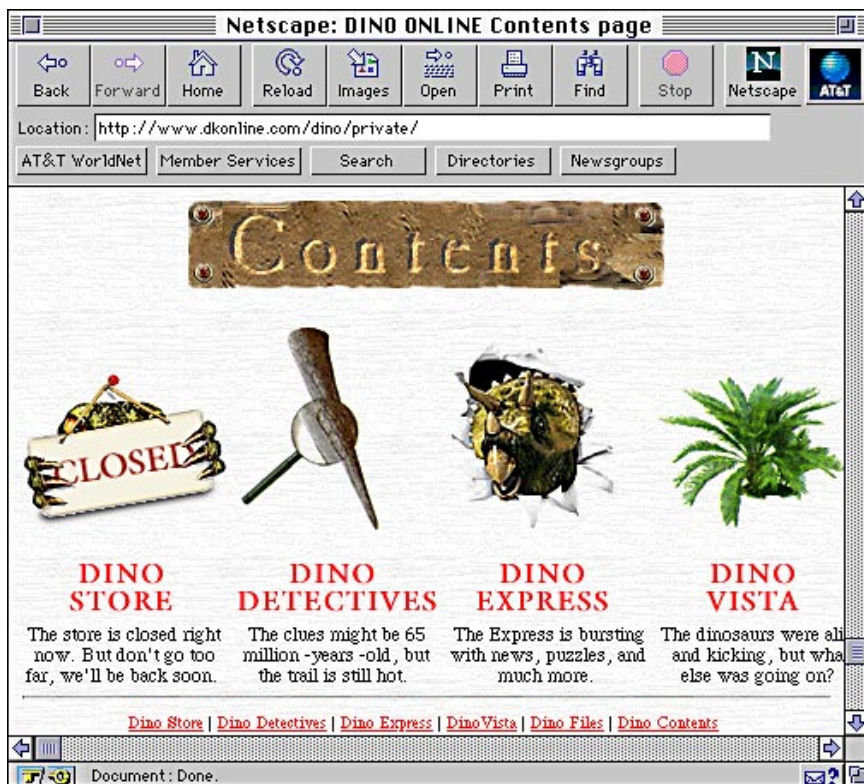 Netscape: DINO ONLINE Contents page
Back Forward Home Reload Images Open Print Find Stop Netscape N AT&T
Location: http://www.dkonline.com/dino/private/
AT&T WorldNet Member Services Search Directories Newsgroups
Contents
CLOSED
DINO
STORE
The store is closed right
now. But don't go too
far, we'll be back soon.
DINO
DETECTIVES
The clues might be 65
million -years -old, but
the trail is still hot.
DINO
EXPRESS
The Express is bursting
with news, puzzles, and
much more.
DINO
VISTA
The dinosaurs were ali
and kicking, but wha
else was going on?
Dino Store | Dino Detectives | Dino Express | DinoVista | Dino Files | Dino Contents
Document: Done.
?